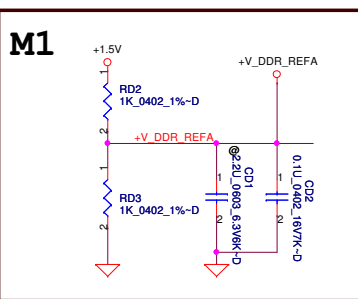 M1
+1.5V
+V_DDR_REFA
1
RD2
1K_0402_1%~D
2
+V_DDR_REFA
1
RD3
1K_0402_1%~D
2
1
2
@
CD1
2.2U_0603_6.3V6K~D
1
2
CD2
0.1U_0402_16V7K~D